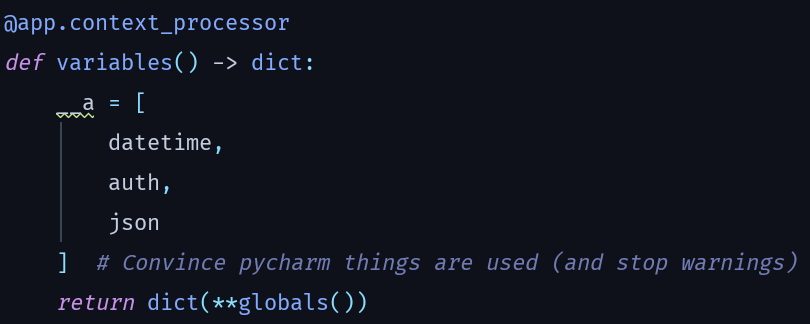 @app.context_processor
def variables() -> dict:
    __a = [
        datetime,
        auth,
        json
    ]  # Convince pycharm things are used (and stop warnings)
    return dict(**globals())